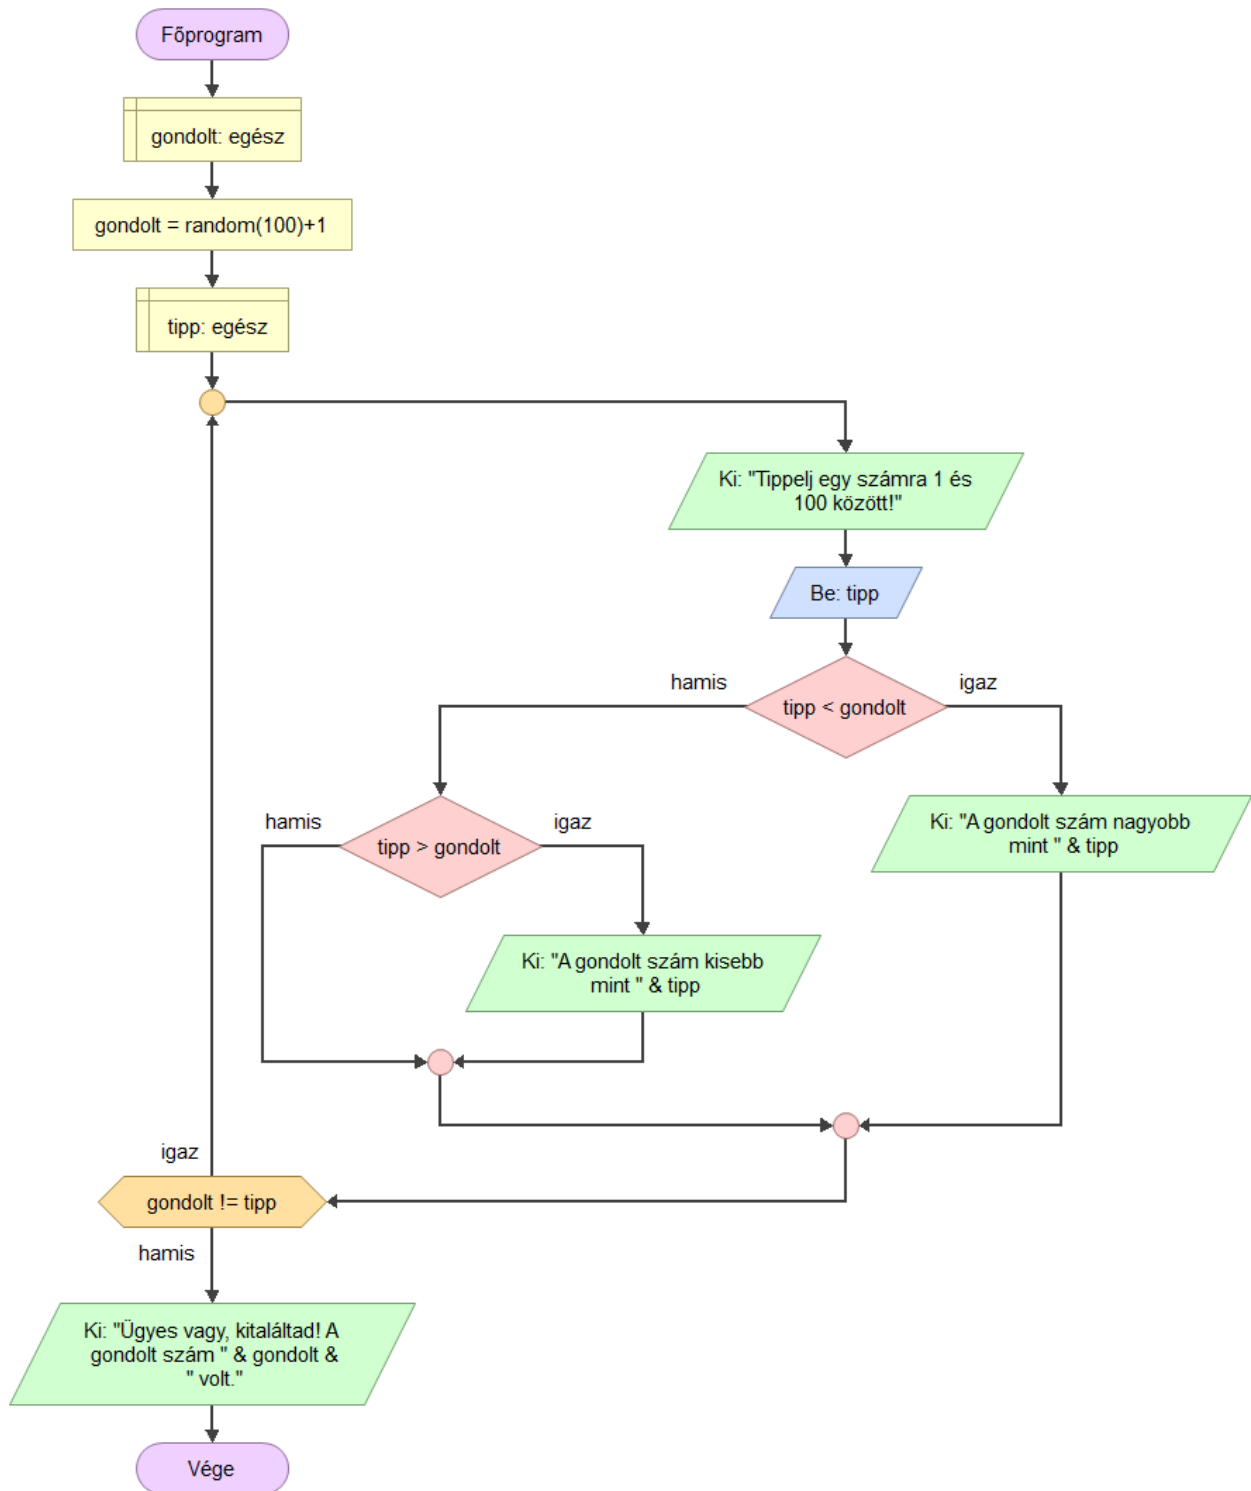 Főprogram
gondolt: egész
gondolt = random(100)+1
tipp: egész
Ki: "Tippelj egy számra 1 és
100 között!"
Be: tipp
hamis
igaz
tipp < gondolt
hamis
igaz
tipp > gondolt
Ki: "A gondolt szám nagyobb
mint " & tipp
Ki: "A gondolt szám kisebb
mint " & tipp
igaz
gondolt != tipp
hamis
Ki: "Ügyes vagy, kitaláltad! A
gondolt szám " & gondolt &
" volt."
Vége